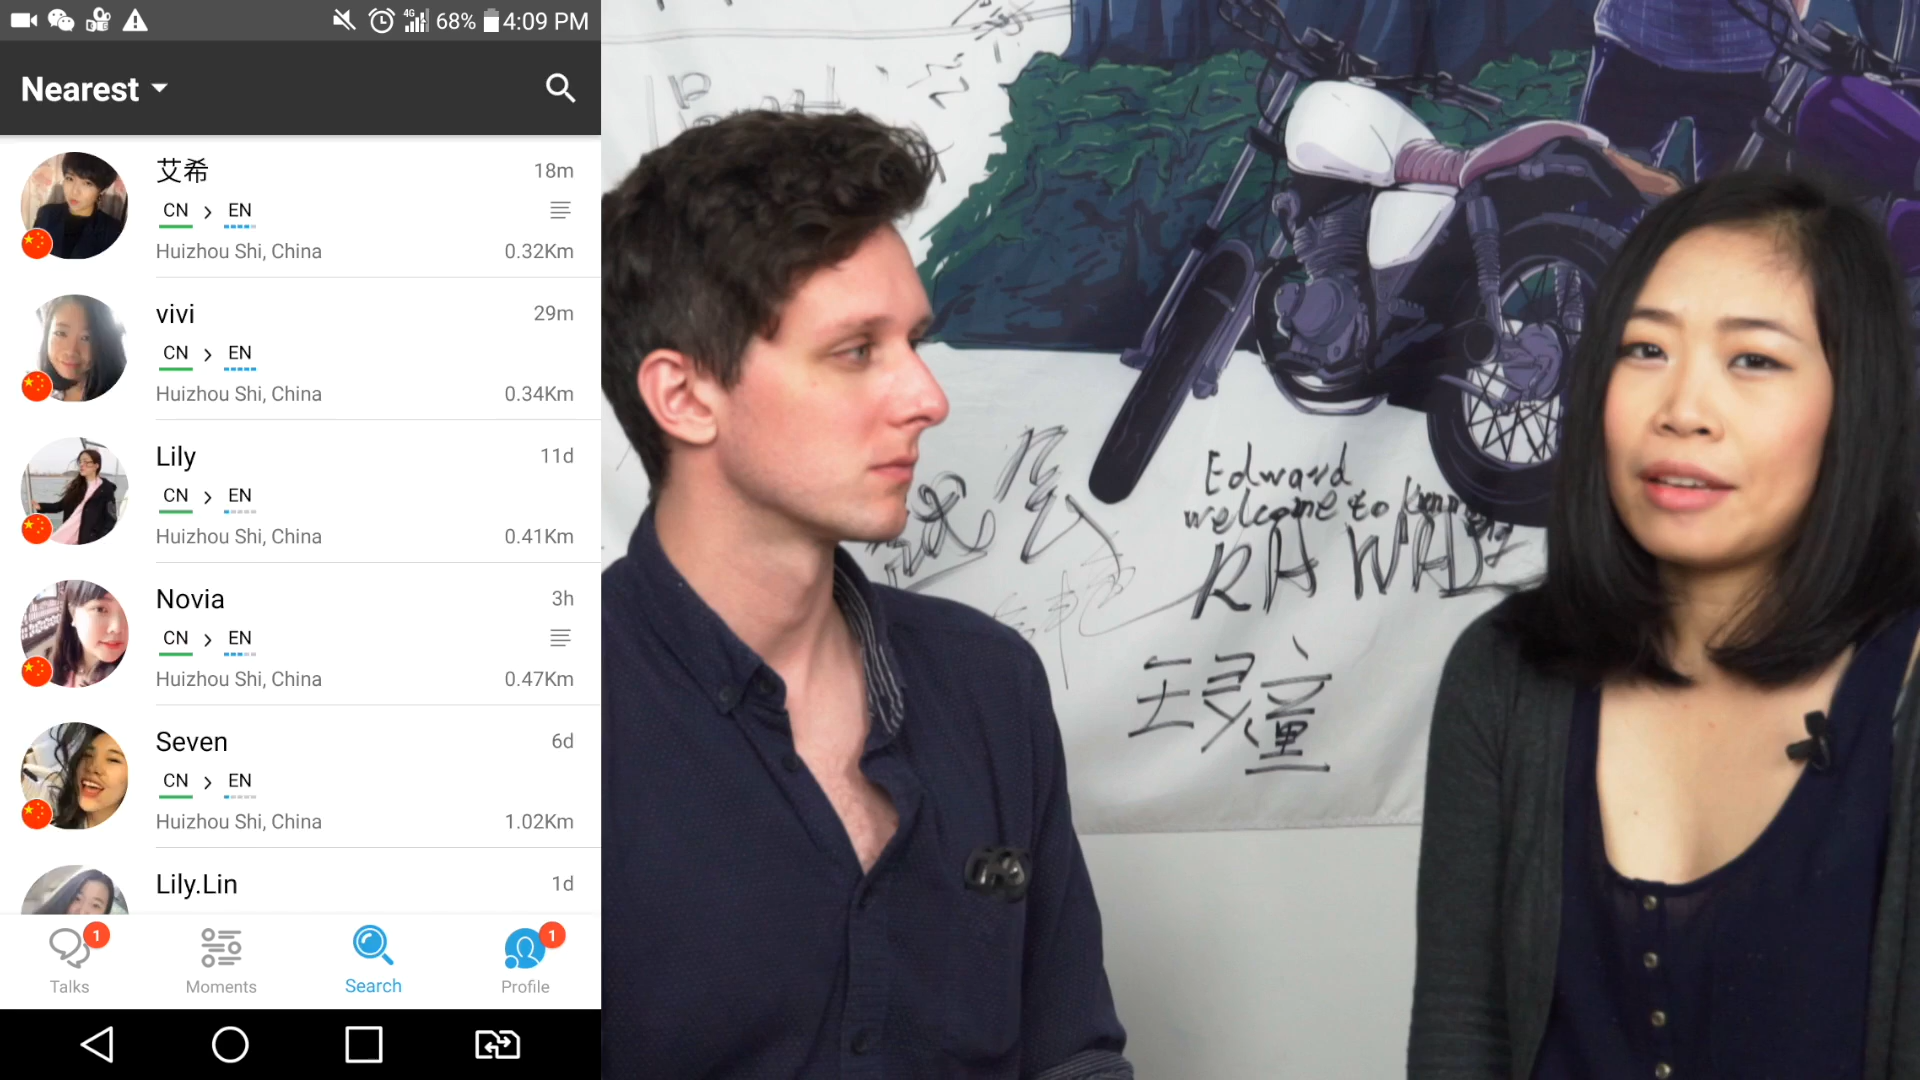 4G 68% 4:09 PM
Nearest
艾希 18m
CN > EN
Huizhou Shi, China 0.32Km
vivi 29m
CN > EN
Huizhou Shi, China 0.34Km
Lily 11d
CN > EN
Huizhou Shi, China 0.41Km
Novia 3h
CN > EN
Huizhou Shi, China 0.47Km
Seven 6d
CN > EN
Huizhou Shi, China 1.02Km
Lily.Lin 1d
1 1
Talks Moments Search Profile
Edward
welcome to